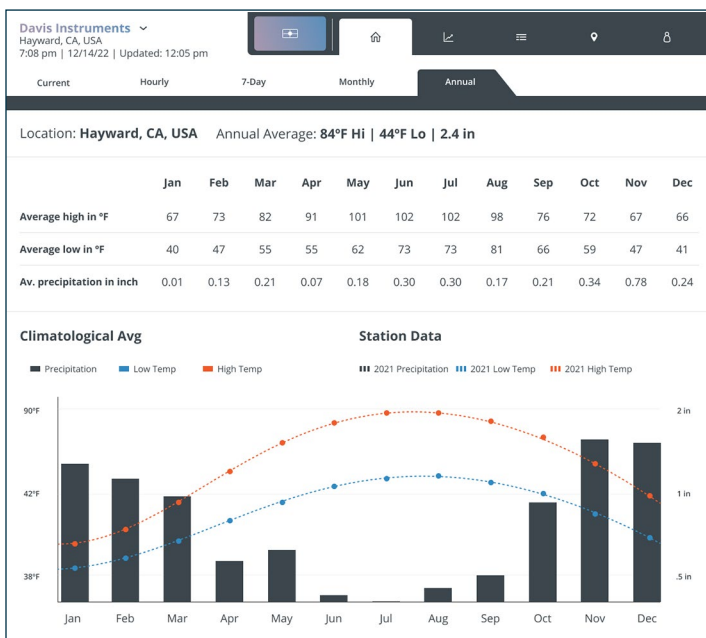 Davis Instruments
Hayward, CA, USA
7:08 pm | 12/14/22 | Updated: 12:05 pm
Current Hourly 7-Day Monthly Annual
Location: Hayward, CA, USA Annual Average: 84°F Hi | 44°F Lo | 2.4 in
Jan Feb Mar Apr May Jun Jul Aug Sep Oct Nov Dec
Average high in °F 67 73 82 91 101 102 102 98 76 72 67 66
Average low in °F 40 47 55 55 62 73 73 81 66 59 47 41
Av. precipitation in inch 0.01 0.13 0.21 0.07 0.18 0.30 0.30 0.17 0.21 0.34 0.78 0.24
Climatological Avg Station Data
Precipitation Low Temp High Temp 2021 Precipitation 2021 Low Temp 2021 High Temp
90°F 2 in
42°F 1 in
38°F .5 in
Jan Feb Mar Apr May Jun Jul Aug Sep Oct Nov Dec